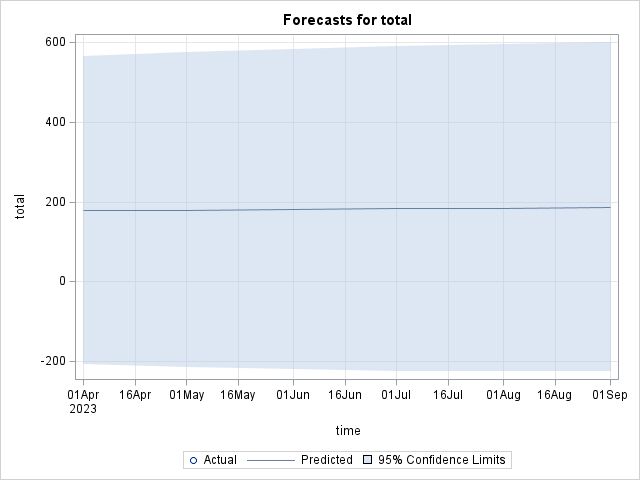 Forecasts for total
600
400
200
0
-200
total
01Apr 16Apr 01May 16May 01Jun 16Jun 01Jul 16Jul 01Aug 16Aug 01Sep
2023
time
Actual Predicted 95% Confidence Limits